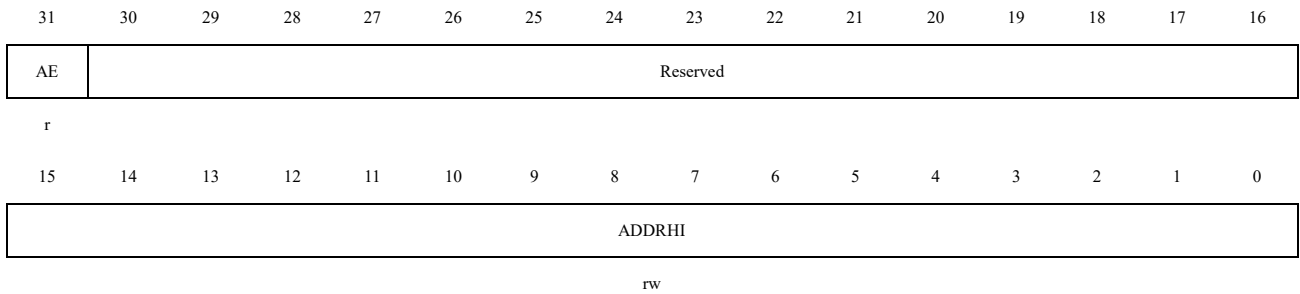 31 30 29 28 27 26 25 24 23 22 21 20 19 18 17 16
AE Reserved
r
15 14 13 12 11 10 9 8 7 6 5 4 3 2 1 0
ADDRHI
rw